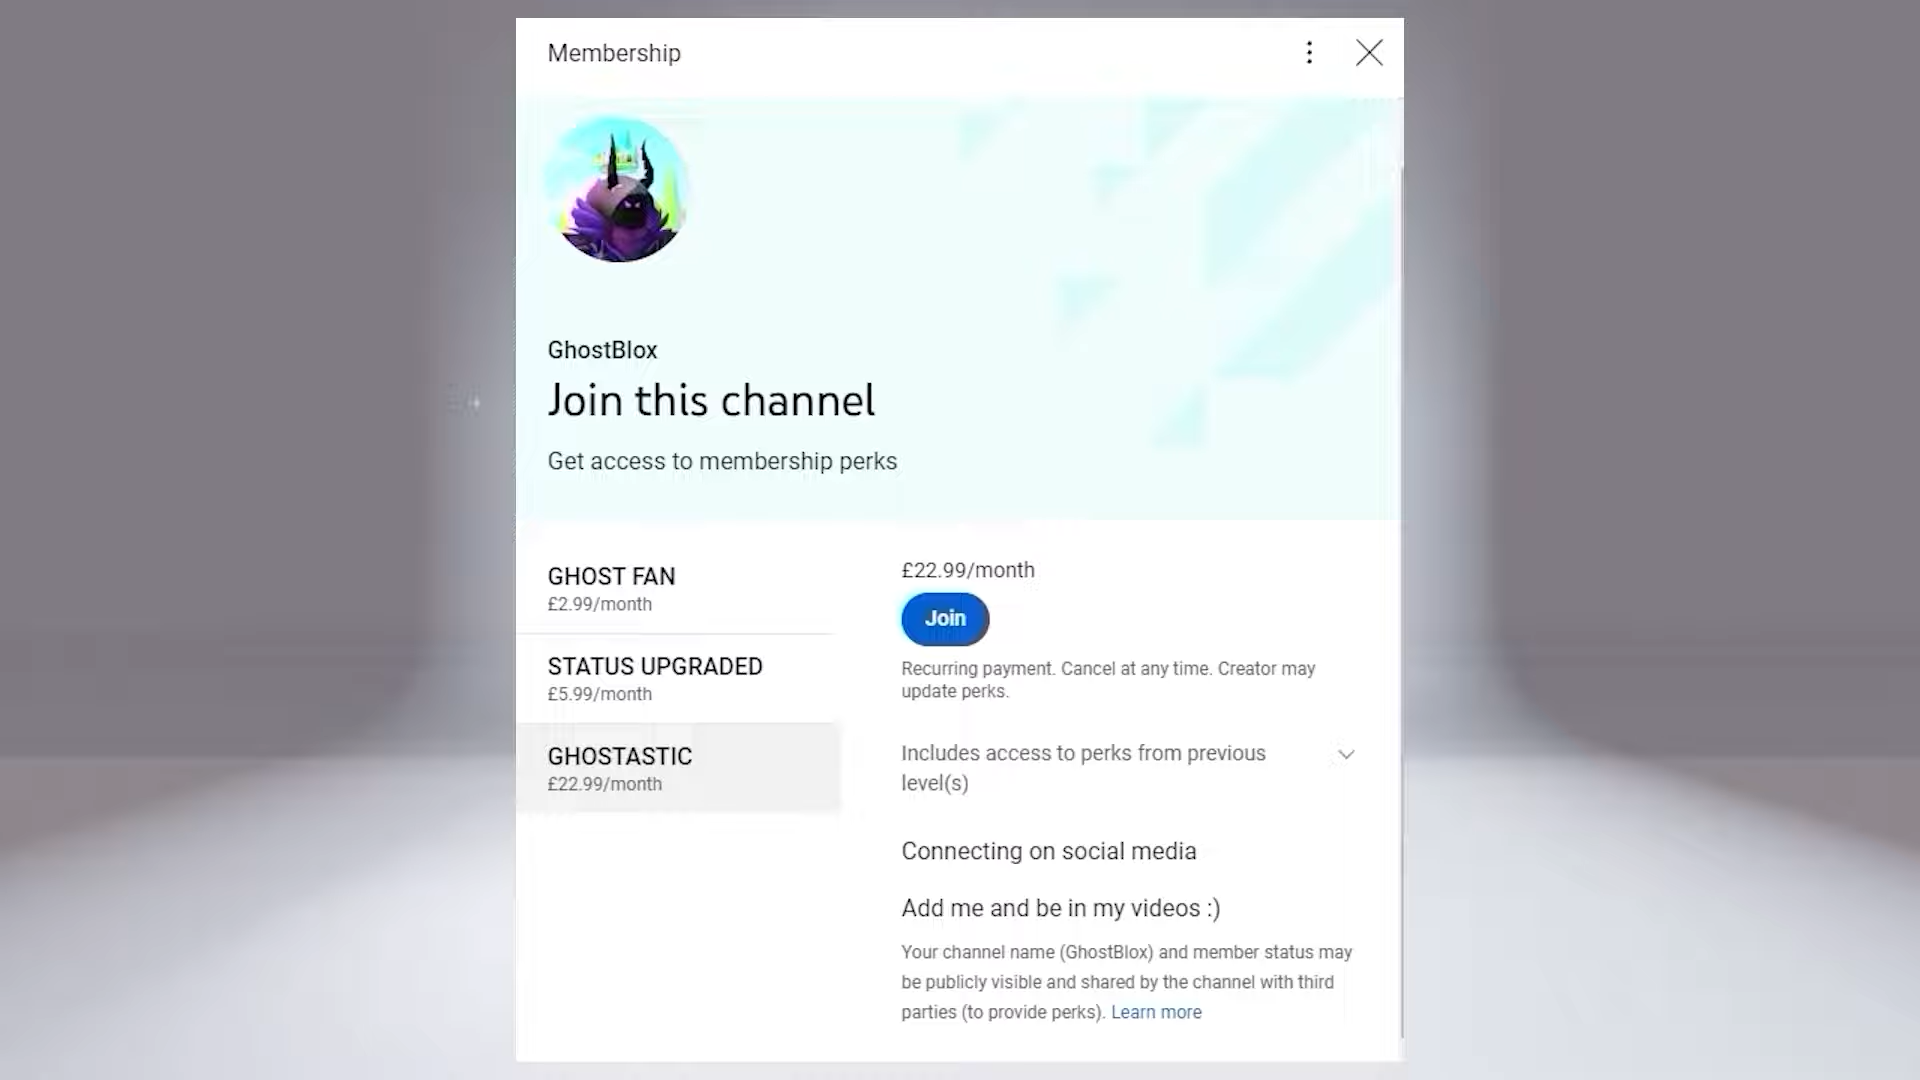 Membership
GhostBlox
Join this channel
Get access to membership perks
GHOST FAN
£2.99/month
STATUS UPGRADED
£5.99/month
GHOSTASTIC
£22.99/month
£22.99/month
Join
Recurring payment. Cancel at any time. Creator may
update perks.
Includes access to perks from previous
level(s)
Connecting on social media
Add me and be in my videos :)
Your channel name (GhostBlox) and member status may
be publicly visible and shared by the channel with third
parties (to provide perks). Learn more